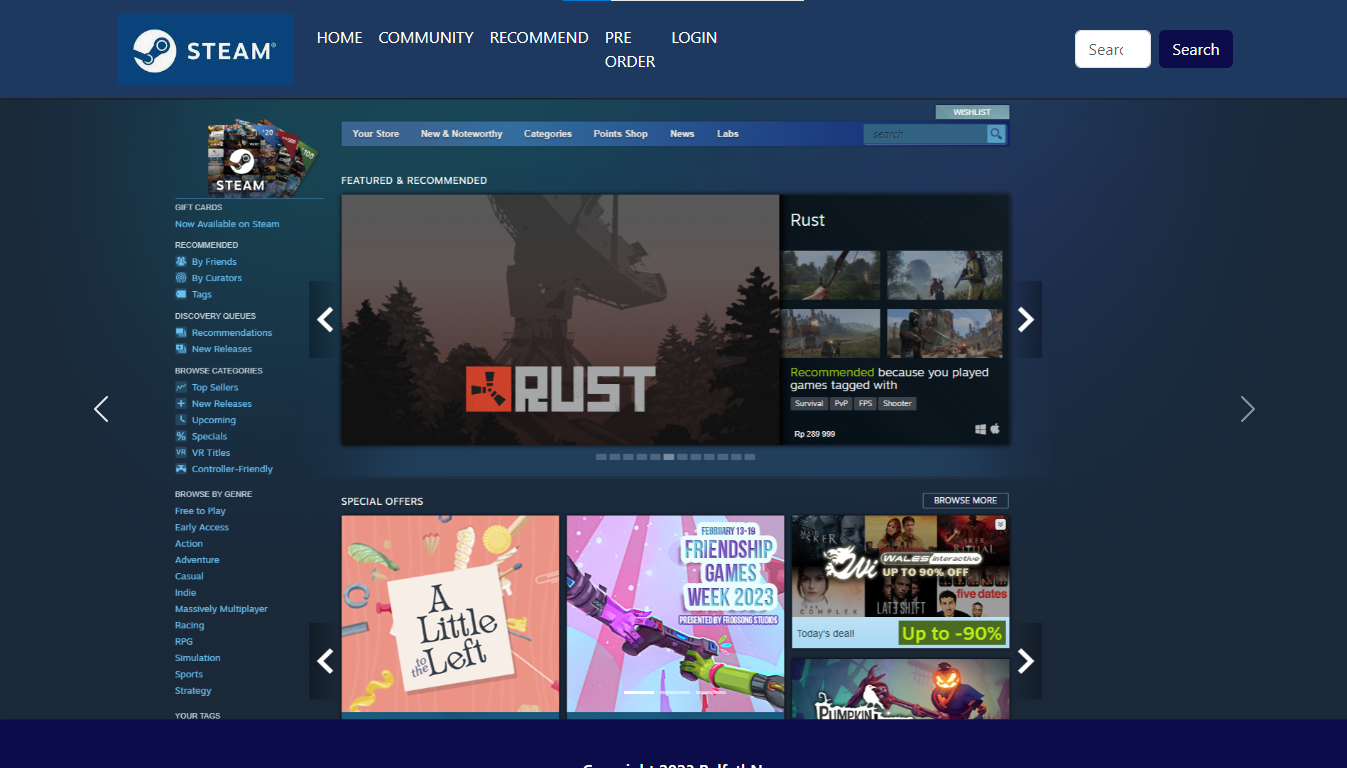 STEAM®
HOME
COMMUNITY
RECOMMEND
PRE
ORDER
LOGIN
Searc
Search
WISHLIST
Your Store
New & Noteworthy
Categories
Points Shop
News
Labs
search
STEAM
GIFT CARDS
Now Available on Steam
RECOMMENDED
By Friends
By Curators
Tags
DISCOVERY QUEUES
Recommendations
New Releases
BROWSE CATEGORIES
Top Sellers
New Releases
Upcoming
Specials
VR
VR Titles
Controller-Friendly
BROWSE BY GENRE
Free to Play
Early Access
Action
Adventure
Casual
Indie
Massively Multiplayer
Racing
RPG
Simulation
Sports
Strategy
YOUR TAGS
FEATURED & RECOMMENDED
RUST
Rust
Recommended because you played
games tagged with
Survival
PvP
FPS
Shooter
Rp 289 999
SPECIAL OFFERS
BROWSE MORE
A
Little
to the
Left
FEBRUARY 13-19
FRIENDSHIP
GAMES
WEEK 2023
PRESENTED BY FROGSONG STUDIOS
WALES interactive
UP TO 90% OFF
COMPLEX
LATE SHIFT
five dates
Today's deal!
Up to -90%
PUMPKIN